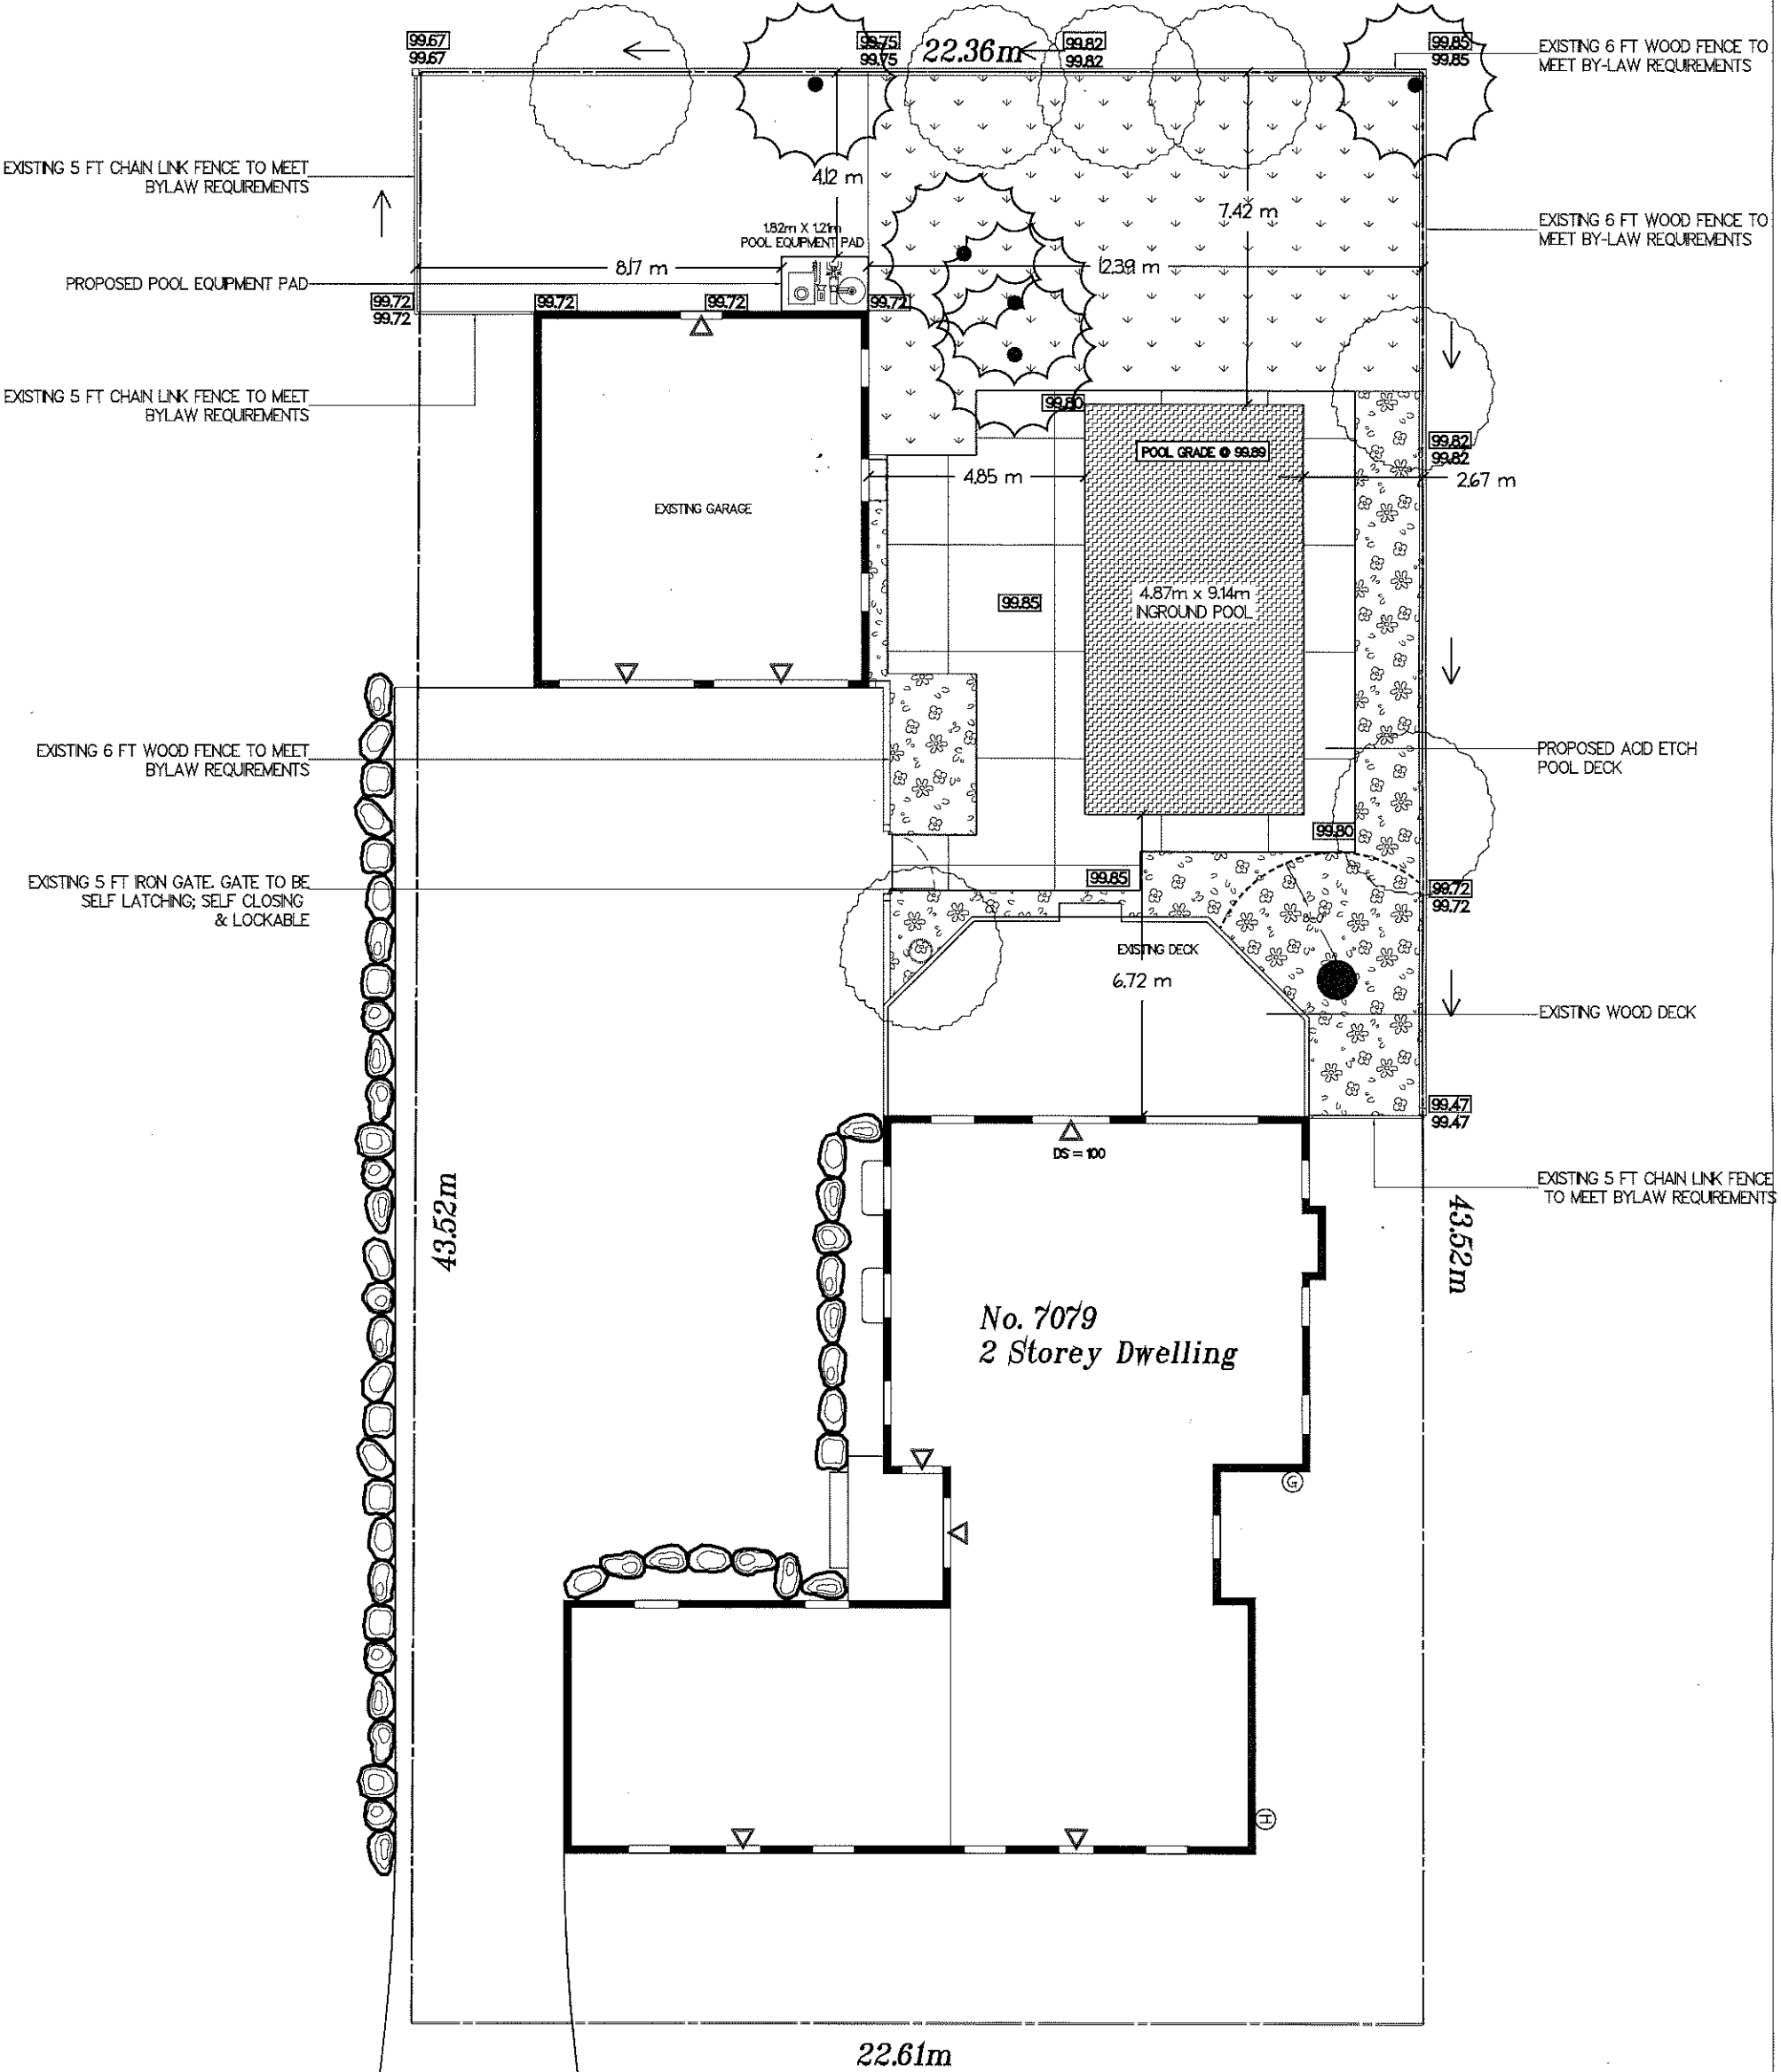 99.67
99.67
99.75
99.75
22.36m
99.82
99.82
99.85
99.85
EXISTING 6 FT WOOD FENCE TO
MEET BY-LAW REQUIREMENTS
EXISTING 5 FT CHAIN LINK FENCE TO MEET
BYLAW REQUIREMENTS
4.12 m
7.42 m
EXISTING 6 FT WOOD FENCE TO
MEET BY-LAW REQUIREMENTS
1.82m X 1.21m
POOL EQUIPMENT PAD
8.17 m
12.39 m
PROPOSED POOL EQUIPMENT PAD
99.72
99.72
99.72
99.72
99.72
EXISTING 5 FT CHAIN LINK FENCE TO MEET
BYLAW REQUIREMENTS
99.80
POOL GRADE @ 99.89
99.82
99.82
4.85 m
2.67 m
EXISTING GARAGE
99.85
4.87m x 9.14m
INGROUND POOL
EXISTING 6 FT WOOD FENCE TO MEET
BYLAW REQUIREMENTS
PROPOSED ACID ETCH
POOL DECK
99.80
EXISTING 5 FT IRON GATE. GATE TO BE
SELF LATCHING; SELF CLOSING
& LOCKABLE
99.85
99.72
99.72
EXISTING DECK
6.72 m
EXISTING WOOD DECK
99.47
99.47
DS = 100
EXISTING 5 FT CHAIN LINK FENCE
TO MEET BYLAW REQUIREMENTS
43.52m
43.52m
No. 7079
2 Storey Dwelling
G
H
22.61m